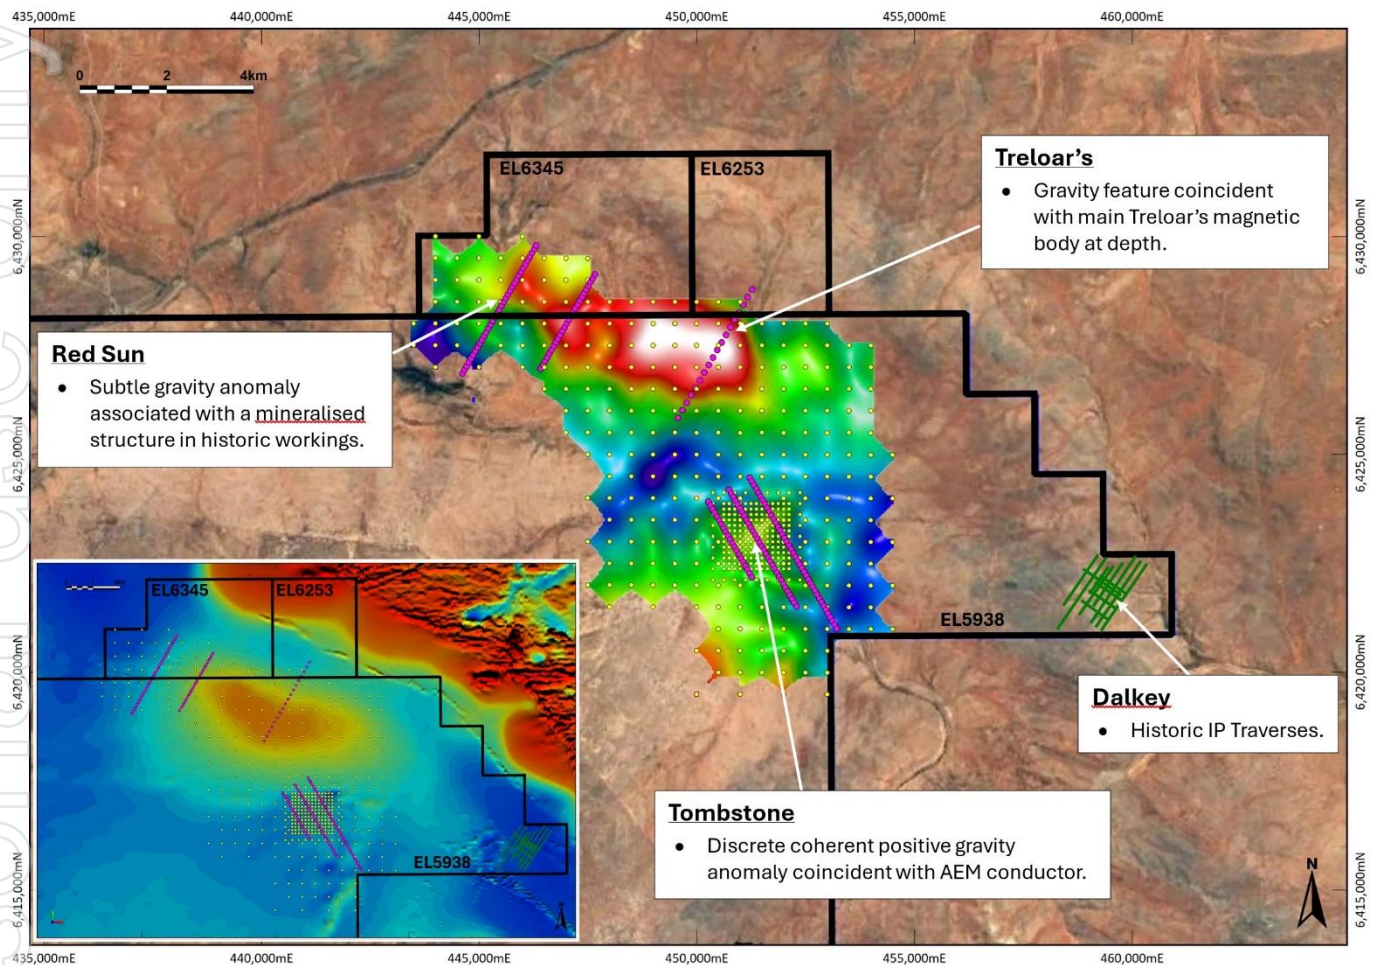 435,000mE 440,000mE 445,000mE 450,000mE 455,000mE 460,000mE
0 2 4km
EL6345 EL6253
Treloar's
• Gravity feature coincident
with main Treloar's magnetic
body at depth.
6,430,000mN 6,430,000mN
Red Sun
• Subtle gravity anomaly
associated with a mineralised
structure in historic workings.
6,425,000mN 6,425,000mN
EL6345 EL6253
EL5938
6,420,000mN 6,420,000mN
Dalkey
• Historic IP Traverses.
Tombstone
• Discrete coherent positive gravity
anomaly coincident with AEM conductor.
EL5938
N
6,415,000mN 6,415,000mN
435,000mE 440,000mE 445,000mE 450,000mE 455,000mE 460,000mE